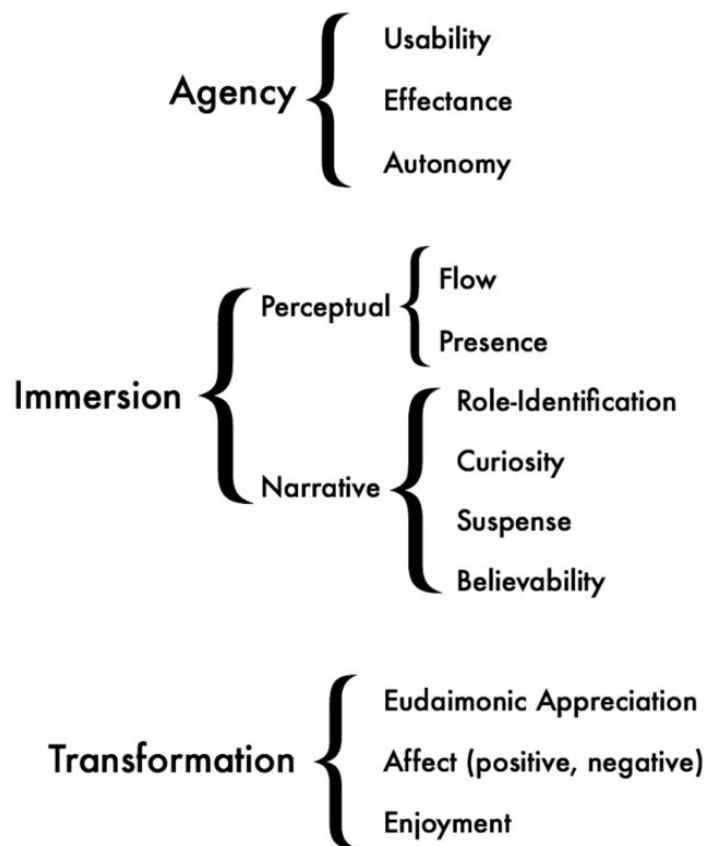 Agency
Usability
Effectance
Autonomy
Immersion
Perceptual
Flow
Presence
Narrative
Role-Identification
Curiosity
Suspense
Believability
Transformation
Eudaimonic Appreciation
Affect (positive, negative)
Enjoyment